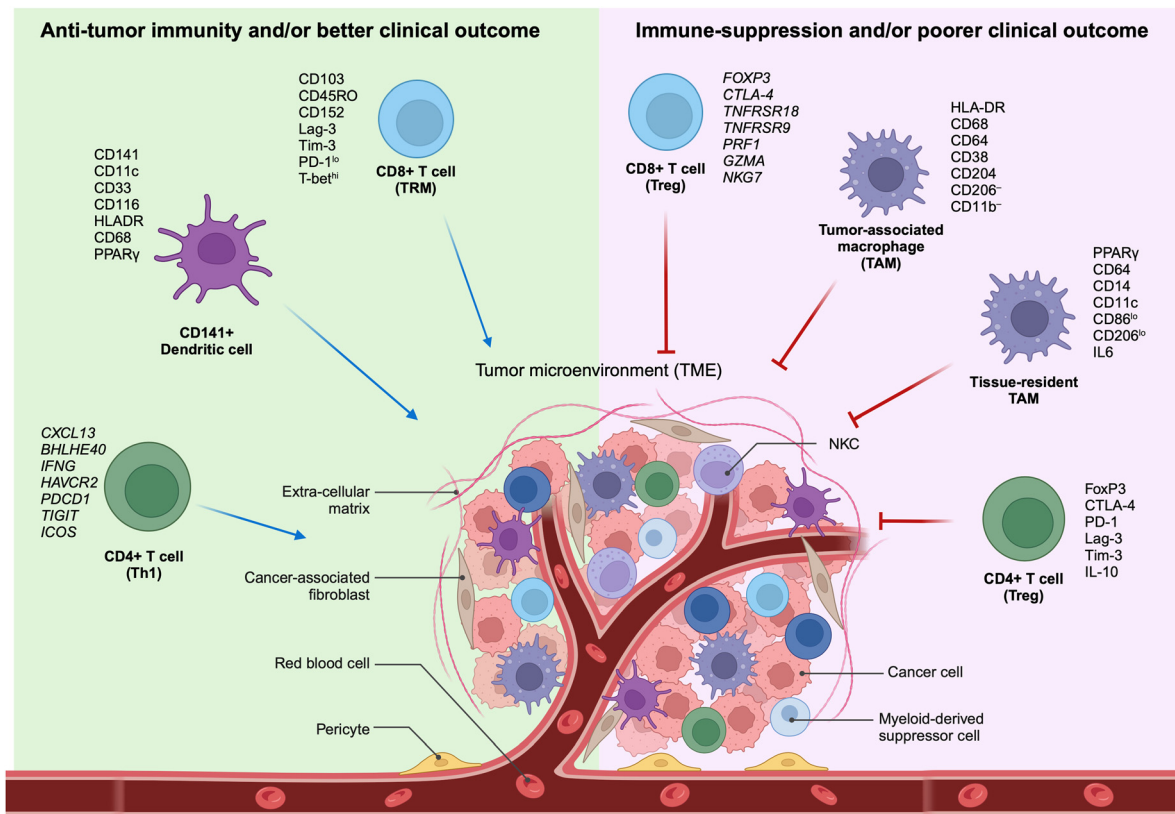 Anti-tumor immunity and/or better clinical outcome
Immune-suppression and/or poorer clinical outcome
CD103
CD45RO
CD152
Lag-3
Tim-3
PD-1ˡᵒ
T-betʰⁱ
CD8+ T cell
(TRM)
CD141
CD11c
CD33
CD116
HLADR
CD68
PPARγ
CD141+
Dendritic cell
CXCL13
BHLHE40
IFNG
HAVCR2
PDCD1
TIGIT
ICOS
CD4+ T cell
(Th1)
FOXP3
CTLA-4
TNFRSR18
TNFRSR9
PRF1
GZMA
NKG7
CD8+ T cell
(Treg)
HLA-DR
CD68
CD64
CD38
CD204
CD206⁻
CD11b⁻
Tumor-associated
macrophage
(TAM)
PPARγ
CD64
CD14
CD11c
CD86ˡᵒ
CD206ˡᵒ
IL6
Tissue-resident
TAM
FoxP3
CTLA-4
PD-1
Lag-3
Tim-3
IL-10
CD4+ T cell
(Treg)
Tumor microenvironment (TME)
NKC
Extra-cellular
matrix
Cancer-associated
fibroblast
Red blood cell
Pericyte
Cancer cell
Myeloid-derived
suppressor cell